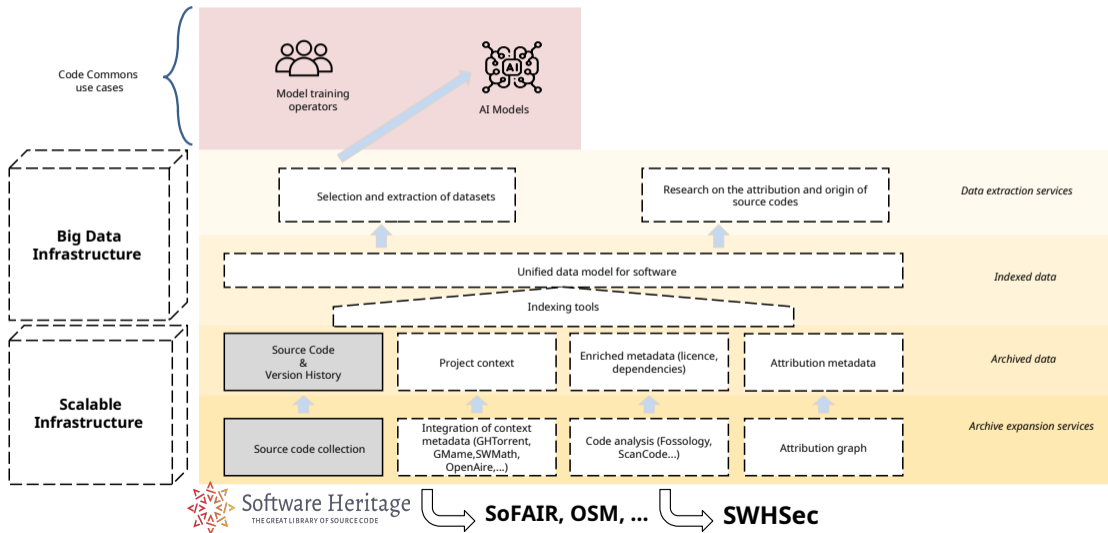 Code Commons
use cases
Model training
operators
AI
AI Models
Big Data
Infrastructure
Selection and extraction of datasets
Research on the attribution and origin of
source codes
Data extraction services
Unified data model for software
Indexed data
Indexing tools
Scalable
Infrastructure
Source Code
&
Version History
Project context
Enriched metadata (licence,
dependencies)
Attribution metadata
Archived data
Source code collection
Integration of context
metadata (GHTorrent,
GMame,SWMath,
OpenAire,...)
Code analysis (Fossology,
ScanCode...)
Attribution graph
Archive expansion services
Software Heritage
THE GREAT LIBRARY OF SOURCE CODE
SoFAIR, OSM, ...
SWHSec